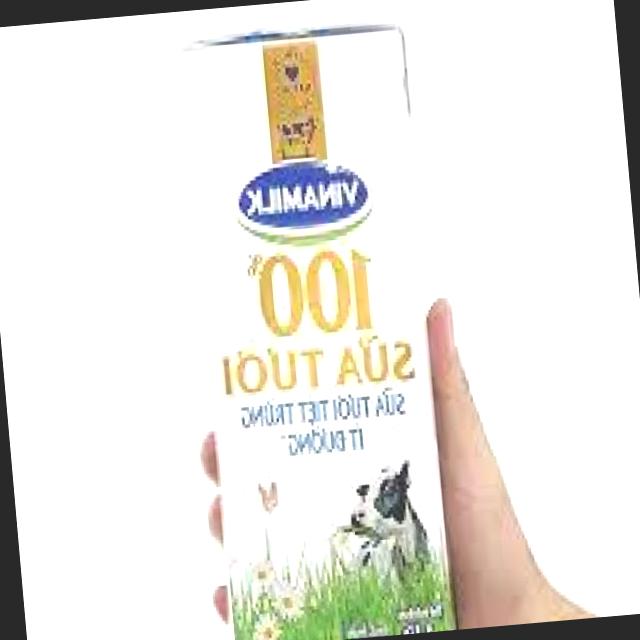 VINAMILK
100%
SỮA TƯƠI
SỮA TƯƠI TIỆT TRÙNG
ÍT ĐƯỜNG